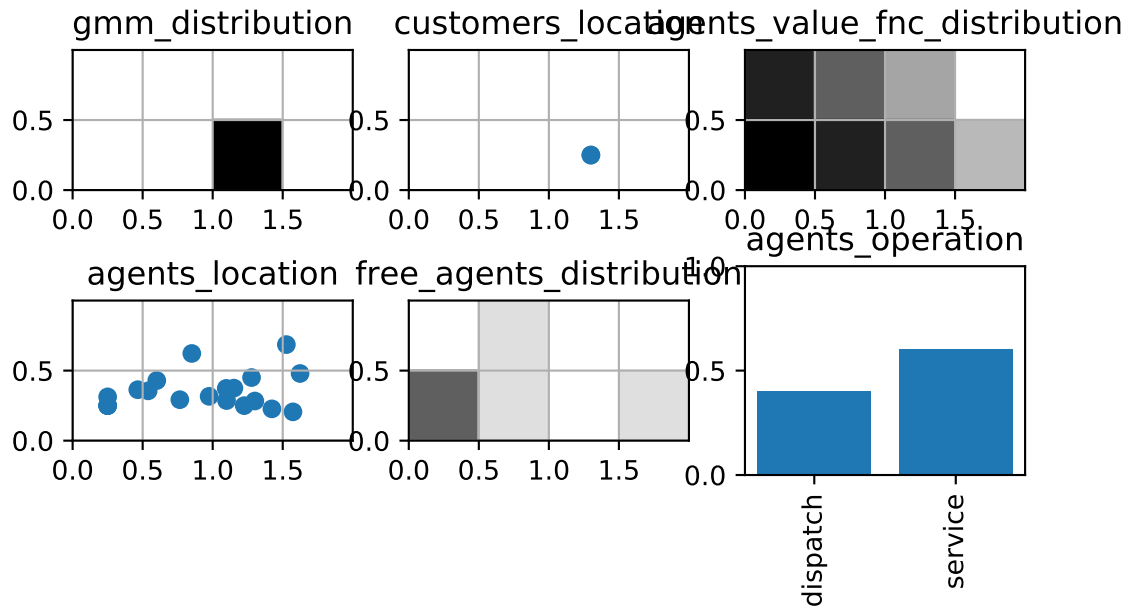 gmm_distribution
0.5
0.0
0.0 0.5 1.0 1.5
customers_location
0.5
0.0
0.0 0.5 1.0 1.5
agents_value_fnc_distribution
0.5
0.0
0.0 0.5 1.0 1.5
agents_location
0.5
0.0
0.0 0.5 1.0 1.5
free_agents_distribution
0.5
0.0
0.0 0.5 1.0 1.5
agents_operation
1.0
0.5
0.0
dispatch
service